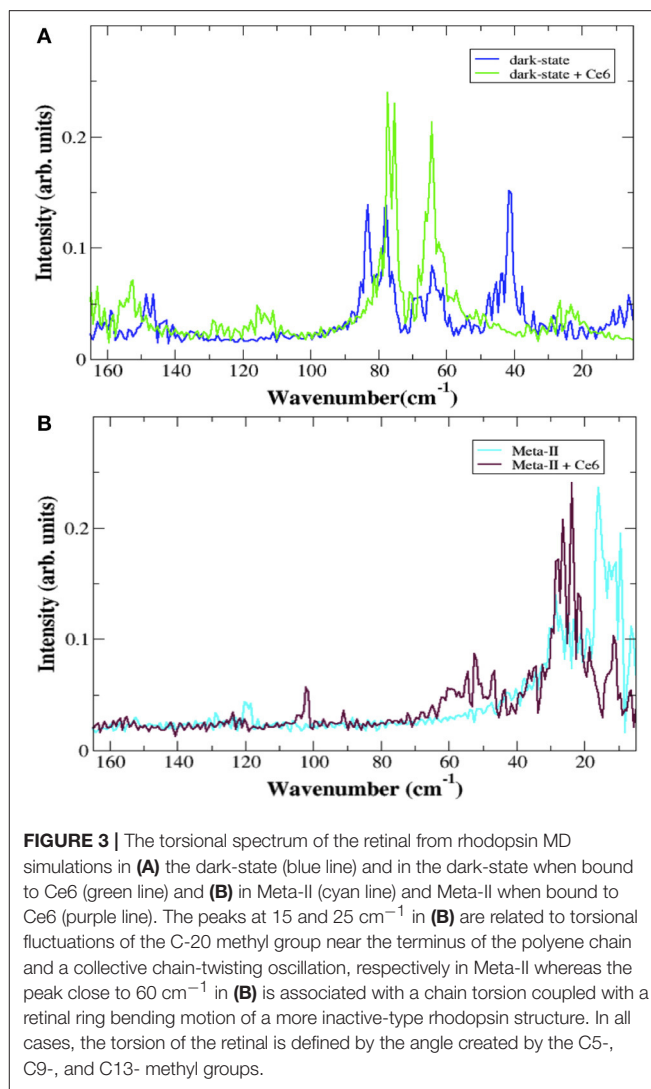 A
dark-state
dark-state + Ce6
Intensity (arb. units)
0.2
0.1
0
160 140 120 100 80 60 40 20
Wavenumber(cm-1)
B
Meta-II
Meta-II + Ce6
Intensity (arb. units)
0.2
0.1
0
160 140 120 100 80 60 40 20
Wavenumber (cm-1)
FIGURE 3 | The torsional spectrum of the retinal from rhodopsin MD
simulations in (A) the dark-state (blue line) and in the dark-state when bound
to Ce6 (green line) and (B) in Meta-II (cyan line) and Meta-II when bound to
Ce6 (purple line). The peaks at 15 and 25 cm−1 in (B) are related to torsional
fluctuations of the C-20 methyl group near the terminus of the polyene chain
and a collective chain-twisting oscillation, respectively in Meta-II whereas the
peak close to 60 cm−1 in (B) is associated with a chain torsion coupled with a
retinal ring bending motion of a more inactive-type rhodopsin structure. In all
cases, the torsion of the retinal is defined by the angle created by the C5-,
C9-, and C13- methyl groups.